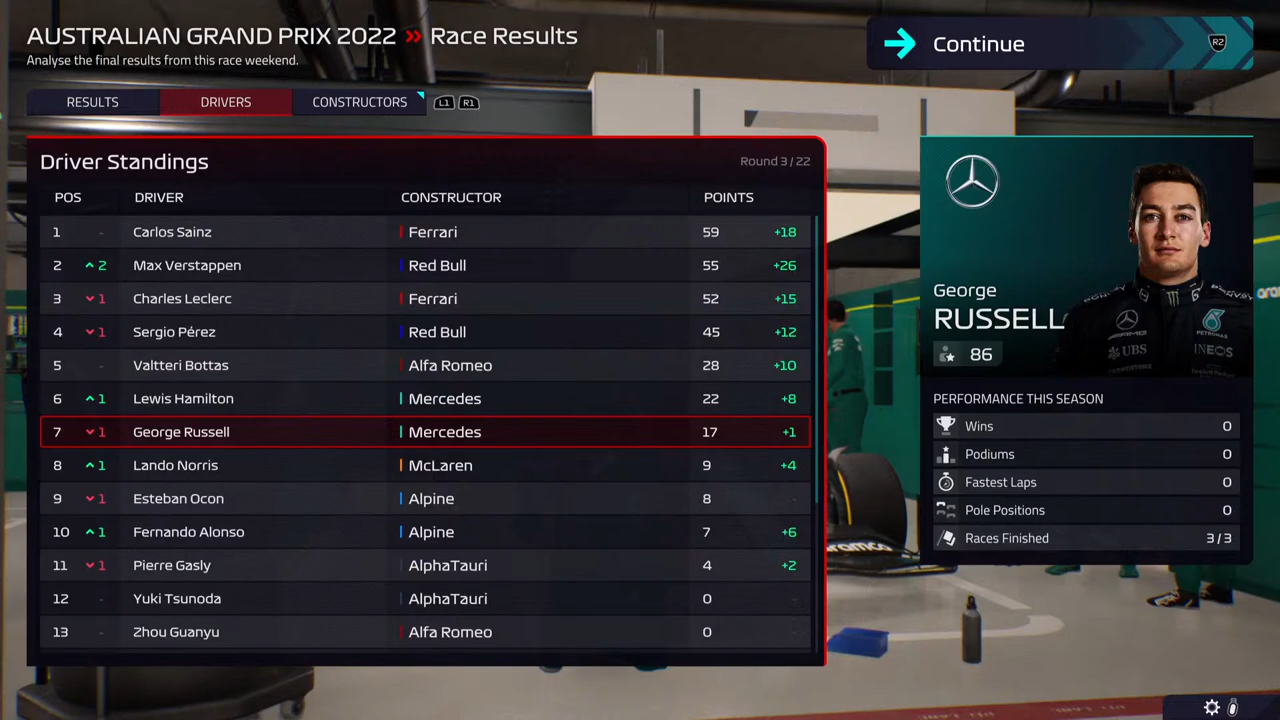 AUSTRALIAN GRAND PRIX 2022 » Race Results
Analyse the final results from this race weekend.
Continue R2
RESULTS DRIVERS CONSTRUCTORS L1 R1
Driver Standings Round 3 / 22
POS DRIVER CONSTRUCTOR POINTS
1 - Carlos Sainz Ferrari 59 +18
2 2 Max Verstappen Red Bull 55 +26
3 1 Charles Leclerc Ferrari 52 +15
4 1 Sergio Pérez Red Bull 45 +12
5 - Valtteri Bottas Alfa Romeo 28 +10
6 1 Lewis Hamilton Mercedes 22 +8
7 1 George Russell Mercedes 17 +1
8 1 Lando Norris McLaren 9 +4
9 1 Esteban Ocon Alpine 8 -
10 1 Fernando Alonso Alpine 7 +6
11 1 Pierre Gasly AlphaTauri 4 +2
12 - Yuki Tsunoda AlphaTauri 0 -
13 - Zhou Guanyu Alfa Romeo 0 -
George
RUSSELL
86
AMG
PETRONAS
UBS
INEOS
PERFORMANCE THIS SEASON
Wins 0
Podiums 0
Fastest Laps 0
Pole Positions 0
Races Finished 3 / 3
aramco